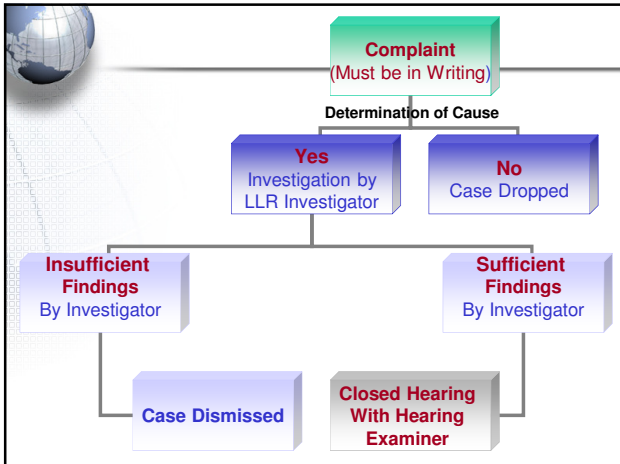 Complaint
(Must be in Writing)
Determination of Cause
Yes
Investigation by
LLR Investigator
No
Case Dropped
Insufficient
Findings
By Investigator
Sufficient
Findings
By Investigator
Case Dismissed
Closed Hearing
With Hearing
Examiner